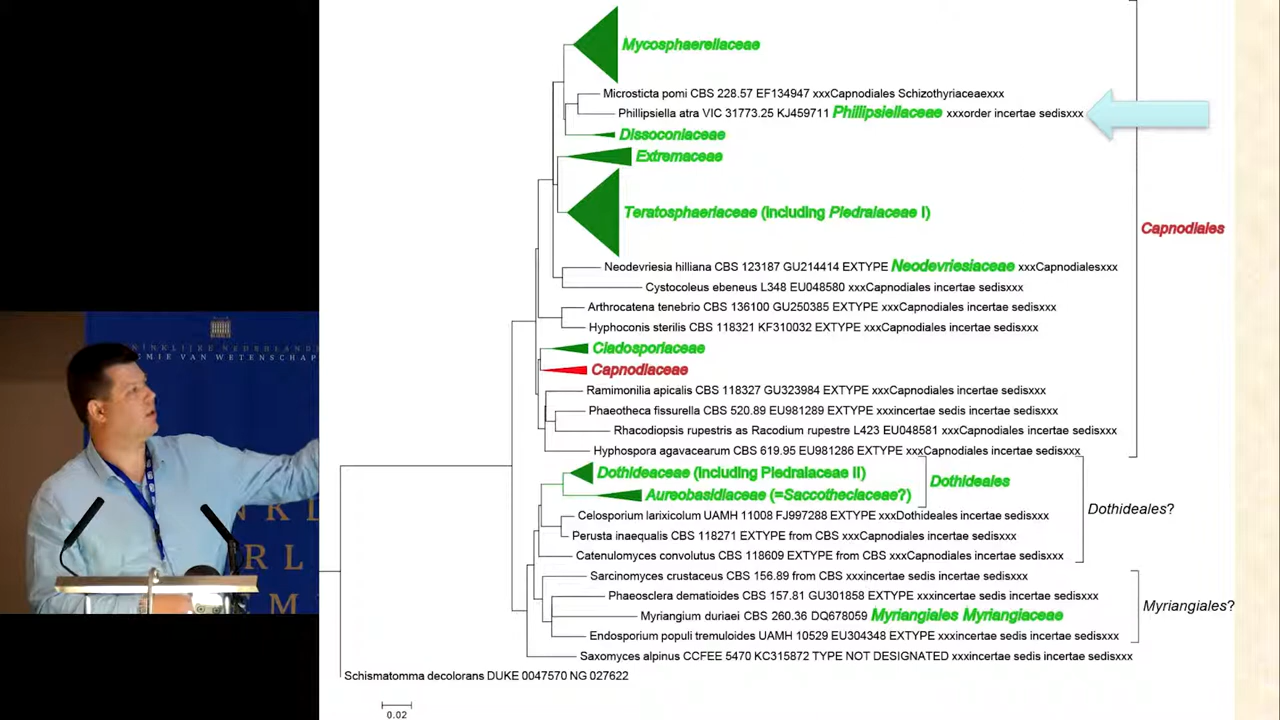 Mycosphaerellaceae
Microsticta pomi CBS 228.57 EF134947 xxxCapnodiales Schizothyriaceaexxx
Phillipsiella atra VIC 31773.25 KJ459711 Phillipsiellaceae xxxorder incertae sedisxxx
Dissoconiaceae
Extremaceae
Teratosphaeriaceae (including Piedraiaceae I)
Capnodiales
Neodevriesia hilliana CBS 123187 GU214414 EXTYPE Neodevriesiaceae xxxCapnodialesxxx
Cystocoleus ebeneus L348 EU048580 xxxCapnodiales incertae sedisxxx
Arthrocatena tenebrio CBS 136100 GU250385 EXTYPE xxxCapnodiales incertae sedisxxx
Hyphoconis sterilis CBS 118321 KF310032 EXTYPE xxxCapnodiales incertae sedisxxx
Cladosporiaceae
Capnodiaceae
Ramimonilia apicalis CBS 118327 GU323984 EXTYPE xxxCapnodiales incertae sedisxxx
Phaeotheca fissurella CBS 520.89 EU981289 EXTYPE xxxincertae sedis incertae sedisxxx
Rhacodiopsis rupestris as Racodium rupestre L423 EU048581 xxxCapnodiales incertae sedisxxx
Hyphospora agavacearum CBS 619.95 EU981286 EXTYPE xxxCapnodiales incertae sedisxxx
Dothideaceae (including Piedraiaceae II)
Dothideales
Aureobasidiaceae (=Saccotheciaceae?)
Dothideales?
Celosporium larixicolum UAMH 11008 FJ997288 EXTYPE xxxDothideales incertae sedisxxx
Perusta inaequalis CBS 118271 EXTYPE from CBS xxxCapnodiales incertae sedisxxx
Catenulomyces convolutus CBS 118609 EXTYPE from CBS xxxCapnodiales incertae sedisxxx
Sarcinomyces crustaceus CBS 156.89 from CBS xxxincertae sedis incertae sedisxxx
Phaeosclera dematioides CBS 157.81 GU301858 EXTYPE xxxincertae sedis incertae sedisxxx
Myriangiales?
Myriangium duriaei CBS 260.36 DQ678059 Myriangiales Myriangiaceae
Endosporium populi tremuloides UAMH 10529 EU304348 EXTYPE xxxincertae sedis incertae sedisxxx
Saxomyces alpinus CCFEE 5470 KC315872 TYPE NOT DESIGNATED xxxincertae sedis incertae sedisxxx
Schismatomma decolorans DUKE 0047570 NG 027622
0.02
NINKLIJKE NEDERLANDS
MIE VAN WETENSCHAP